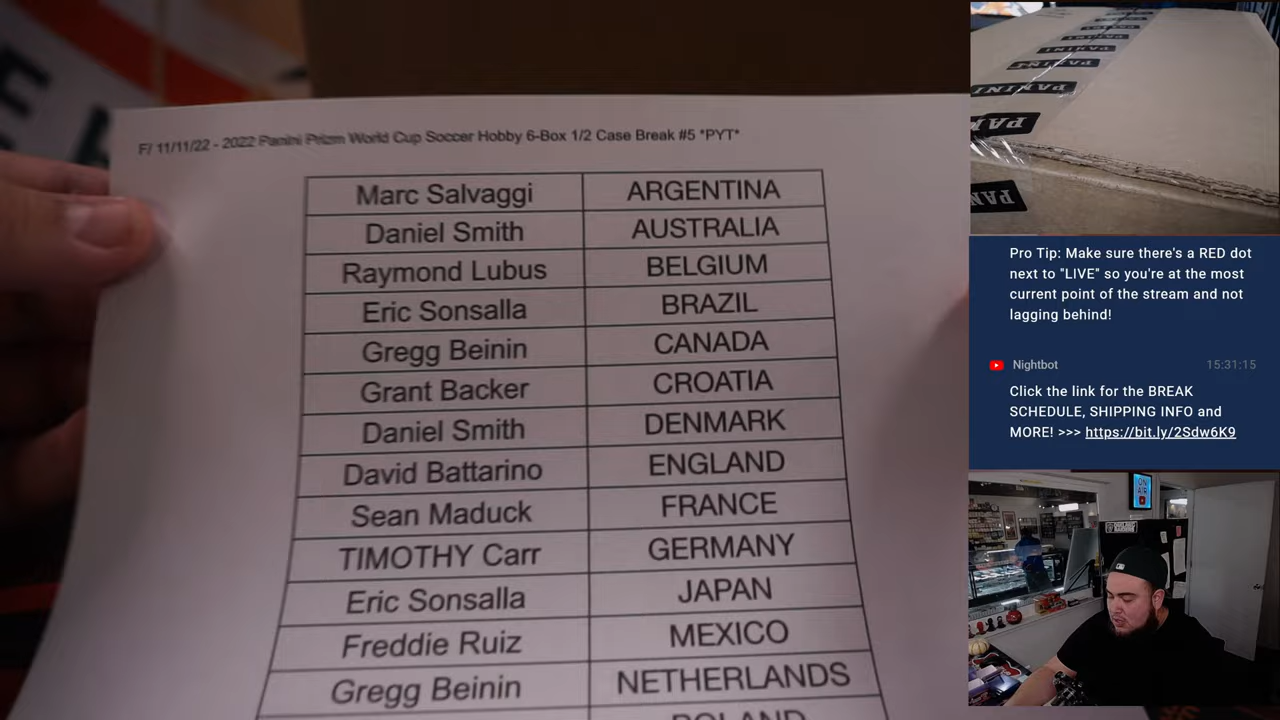 F/ 11/11/22 - 2022 Panini Prizm World Cup Soccer Hobby 6-Box 1/2 Case Break #5 *PYT*
Marc Salvaggi ARGENTINA
Daniel Smith AUSTRALIA
Raymond Lubus BELGIUM
Eric Sonsalla BRAZIL
Gregg Beinin CANADA
Grant Backer CROATIA
Daniel Smith DENMARK
David Battarino ENGLAND
Sean Maduck FRANCE
TIMOTHY Carr GERMANY
Eric Sonsalla JAPAN
Freddie Ruiz MEXICO
Gregg Beinin NETHERLANDS
POLAND
PANINI
PANINI
PANINI
Pro Tip: Make sure there's a RED dot
next to "LIVE" so you're at the most
current point of the stream and not
lagging behind!
Nightbot 15:31:15
Click the link for the BREAK
SCHEDULE, SHIPPING INFO and
MORE! >>> https://bit.ly/2Sdw6K9
ON
AIR